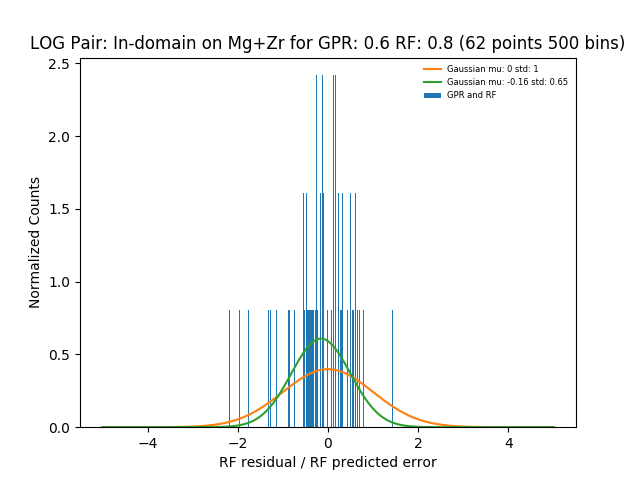 LOG Pair: In-domain on Mg+Zr for GPR: 0.6 RF: 0.8 (62 points 500 bins)
Gaussian mu: 0 std: 1
Gaussian mu: -0.16 std: 0.65
GPR and RF
Normalized Counts
2.5
2.0
1.5
1.0
0.5
0.0
−4 −2 0 2 4
RF residual / RF predicted error